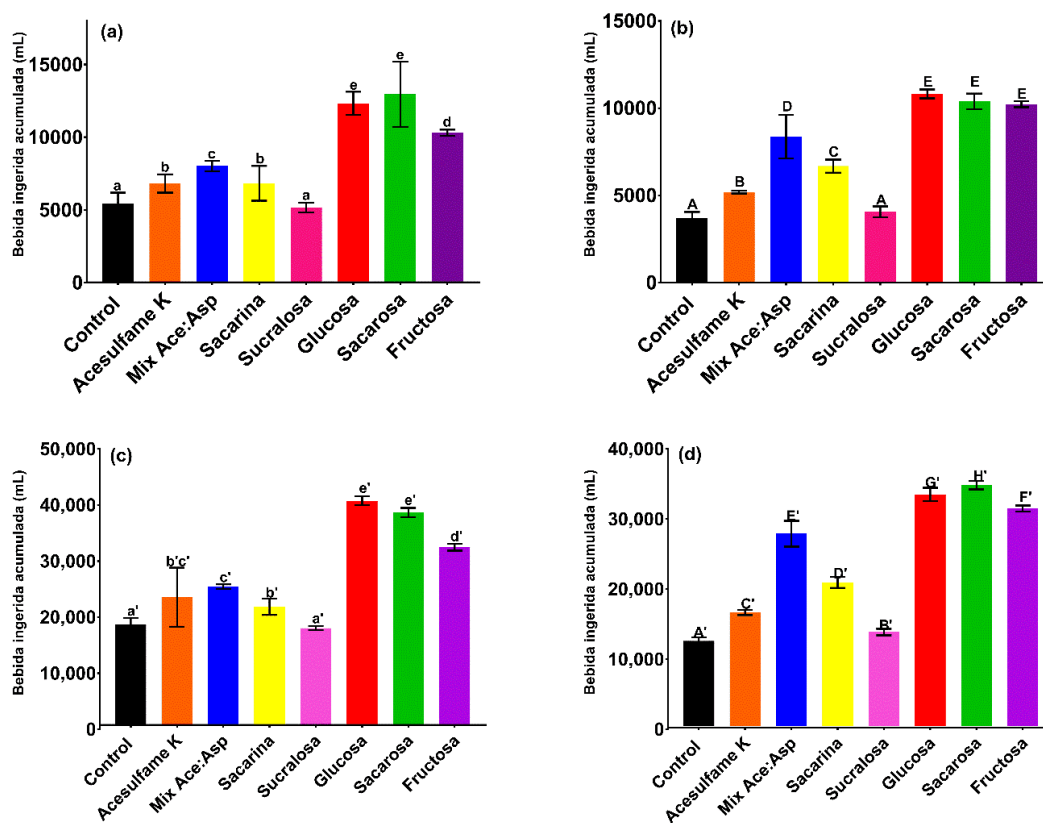 (a)
Bebida ingerida acumulada (mL)
15000
10000
5000
0
a
b
c
b
a
e
e
d
Control
Acesulfame K
Mix Ace:Asp
Sacarina
Sucralosa
Glucosa
Sacarosa
Fructosa
(b)
Bebida ingerida acumulada (mL)
15000
10000
5000
0
A
B
D
C
A
E
E
E
Control
Acesulfame K
Mix Ace:Asp
Sacarina
Sucralosa
Glucosa
Sacarosa
Fructosa
(c)
Bebida ingerida acumulada (mL)
50,000
40,000
30,000
20,000
10,000
0
a'
b'c'
c'
b'
a'
e'
e'
d'
Control
Acesulfame K
Mix Ace:Asp
Sacarina
Sucralosa
Glucosa
Sacarosa
Fructosa
(d)
Bebida ingerida acumulada (mL)
40,000
30,000
20,000
10,000
0
A'
C'
E'
D'
B'
G'
H'
F'
Control
Acesulfame K
Mix Ace:Asp
Sacarina
Sucralosa
Glucosa
Sacarosa
Fructosa